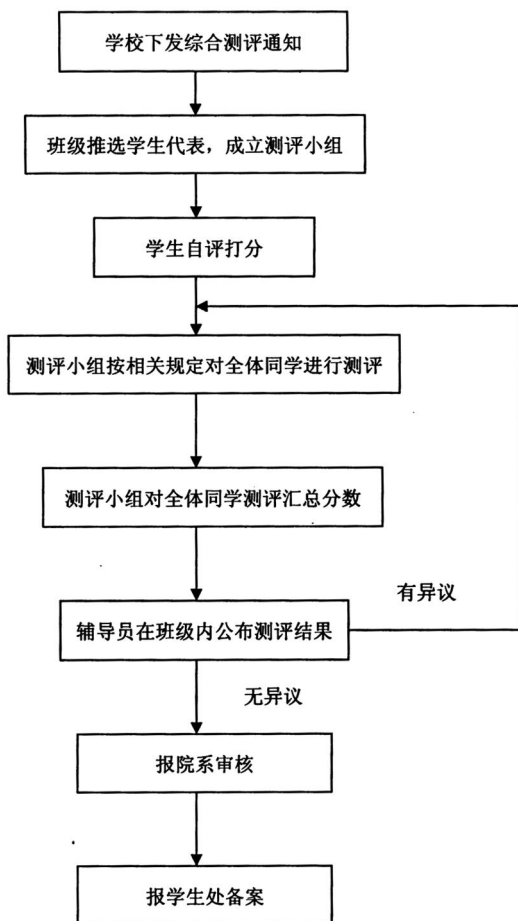 学校下发综合测评通知
班级推选学生代表，成立测评小组
学生自评打分
测评小组按相关规定对全体同学进行测评
测评小组对全体同学测评汇总分数
有异议
辅导员在班级内公布测评结果
无异议
报院系审核
报学生处备案